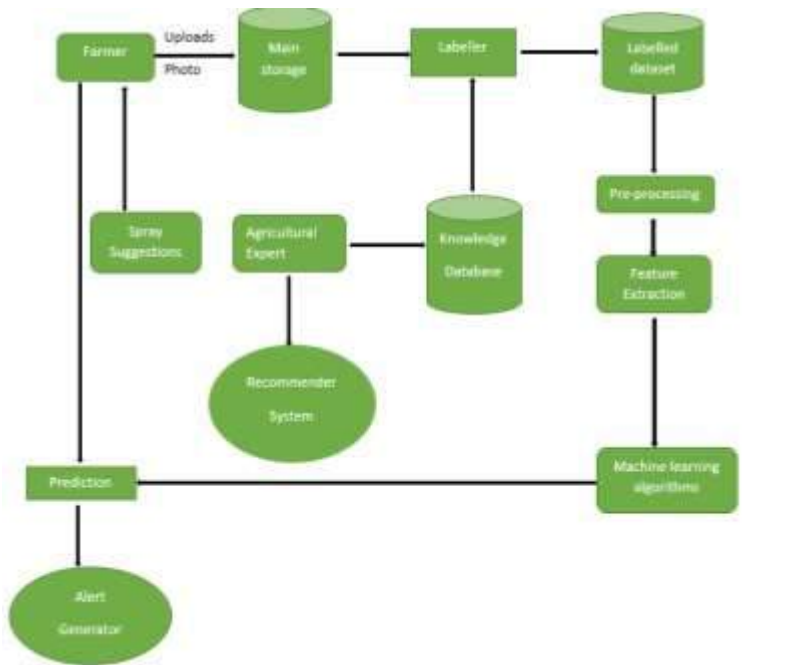 Farmer
Uploads
Photo
Main
storage
Labeller
Labelled
dataset
Pre-processing
Spray
Suggestions
Agricultural
Expert
Knowledge
Database
Feature
Extraction
Recommender
System
Machine learning
algorithms
Prediction
Alert
Generator